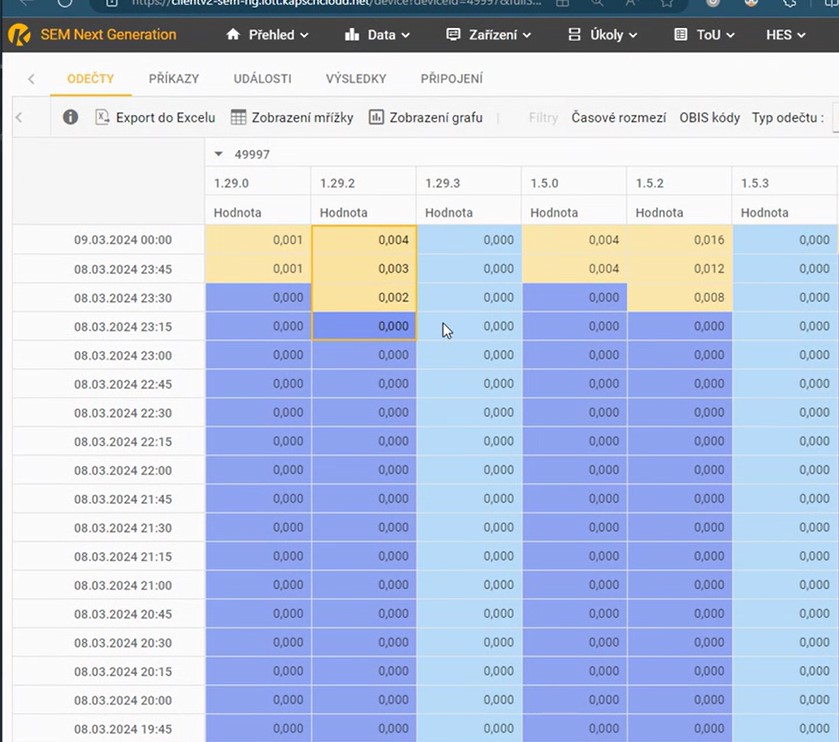 SEM Next Generation Přehled Data Zařízení Úkoly ToU HES
ODEČTY PŘÍKAZY UDÁLOSTI VÝSLEDKY PŘIPOJENÍ
Export do Excelu Zobrazení mřížky Zobrazení grafu Filtry Časové rozmezí OBIS kódy Typ odečtu :
49997
1.29.0 1.29.2 1.29.3 1.5.0 1.5.2 1.5.3
Hodnota Hodnota Hodnota Hodnota Hodnota Hodnota
09.03.2024 00:00 0,001 0,004 0,000 0,004 0,016 0,000
08.03.2024 23:45 0,001 0,003 0,000 0,004 0,012 0,000
08.03.2024 23:30 0,000 0,002 0,000 0,000 0,008 0,000
08.03.2024 23:15 0,000 0,000 0,000 0,000 0,000 0,000
08.03.2024 23:00 0,000 0,000 0,000 0,000 0,000 0,000
08.03.2024 22:45 0,000 0,000 0,000 0,000 0,000 0,000
08.03.2024 22:30 0,000 0,000 0,000 0,000 0,000 0,000
08.03.2024 22:15 0,000 0,000 0,000 0,000 0,000 0,000
08.03.2024 22:00 0,000 0,000 0,000 0,000 0,000 0,000
08.03.2024 21:45 0,000 0,000 0,000 0,000 0,000 0,000
08.03.2024 21:30 0,000 0,000 0,000 0,000 0,000 0,000
08.03.2024 21:15 0,000 0,000 0,000 0,000 0,000 0,000
08.03.2024 21:00 0,000 0,000 0,000 0,000 0,000 0,000
08.03.2024 20:45 0,000 0,000 0,000 0,000 0,000 0,000
08.03.2024 20:30 0,000 0,000 0,000 0,000 0,000 0,000
08.03.2024 20:15 0,000 0,000 0,000 0,000 0,000 0,000
08.03.2024 20:00 0,000 0,000 0,000 0,000 0,000 0,000
08.03.2024 19:45 0,000 0,000 0,000 0,000 0,000 0,000